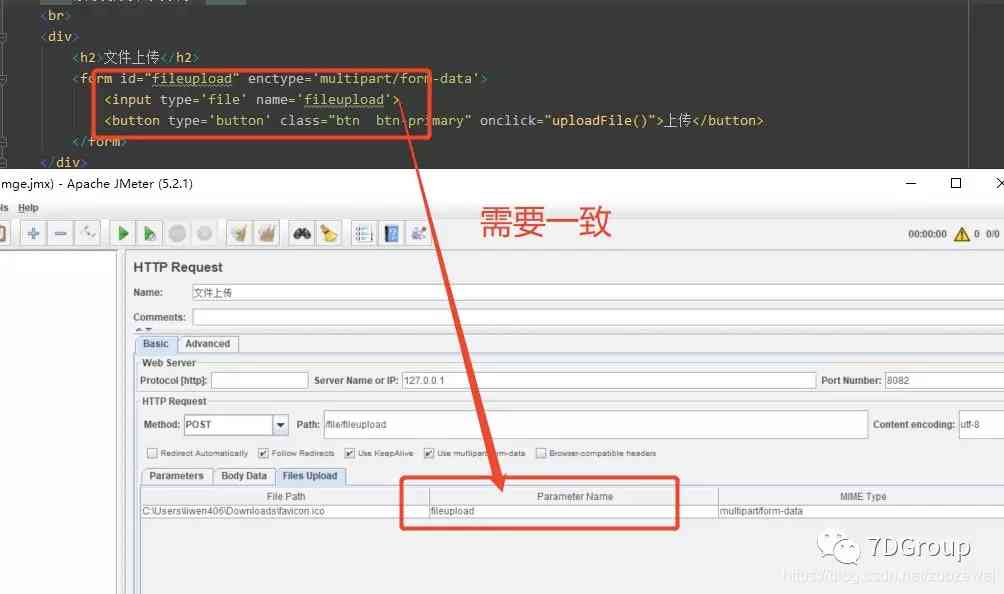 <br>
<div>
<h2>文件上传</h2>
<form id="fileupload" enctype='multipart/form-data'>
<input type='file' name='fileupload'>
<button type='button' class="btn  btn-primary" onclick="uploadFile()">上传</button>
</form>
</div>
mge.jmx) - Apache JMeter (5.2.1)
ls Help
需要一致
00:00:00 0 0/0
HTTP Request
Name: 文件上传
Comments:
Basic Advanced
Web Server
Protocol [http]: Server Name or IP: 127.0.0.1 Port Number: 8082
HTTP Request
Method: POST Path: /file/fileupload Content encoding: utf-8
Redirect Automatically Follow Redirects Use KeepAlive Use multipart/form-data Browser-compatible headers
Parameters Body Data Files Upload
File Path Parameter Name MIME Type
C:\Users\liwen406\Downloads\favicon.ico fileupload multipart/form-data
7DGroup
https://blog.csdn.net/zuozewei